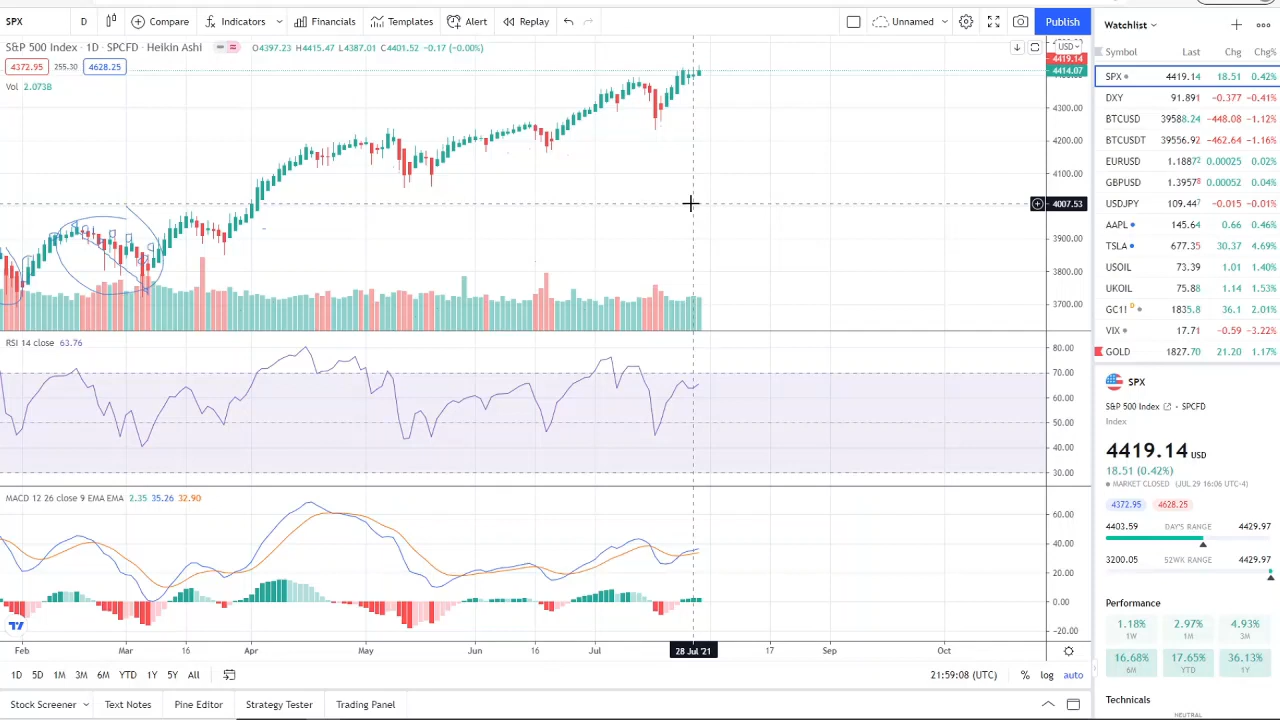 SPX D Compare Indicators Financials Templates Alert Replay Unnamed Publish
S&P 500 Index · 1D · SPCFD · Heikin Ashi O4397.23 H4415.47 L4387.01 C4401.52 -0.17 (-0.00%)
4372.95 255.30 4628.25
Vol 2.073B
USD
4419.14
4414.07
4300.00
4200.00
4100.00
4007.53
3900.00
3800.00
3700.00
RSI 14 close 63.76
80.00
70.00
60.00
50.00
40.00
30.00
MACD 12 26 close 9 EMA EMA 2.35 35.26 32.90
60.00
40.00
20.00
0.00
-20.00
Feb Mar 16 Apr May Jun 16 Jul 28 Jul '21 17 Sep Oct
1D 5D 1M 3M 6M YTD 1Y 5Y All 21:59:08 (UTC) % log auto
Stock Screener Text Notes Pine Editor Strategy Tester Trading Panel
Watchlist
Symbol Last Chg Chg%
SPX 4419.14 18.51 0.42%
DXY 91.891 -0.377 -0.41%
BTCUSD 39588.24 -448.08 -1.12%
BTCUSDT 39556.92 -462.64 -1.16%
EURUSD 1.18872 0.00025 0.02%
GBPUSD 1.39578 0.00052 0.04%
USDJPY 109.447 -0.015 -0.01%
AAPL 145.64 0.66 0.46%
TSLA 677.35 30.37 4.69%
USOIL 73.39 1.01 1.40%
UKOIL 75.88 1.14 1.53%
GC1! D 1835.8 36.1 2.01%
VIX 17.71 -0.59 -3.22%
GOLD 1827.70 21.20 1.17%
SPX
S&P 500 Index · SPCFD
Index
4419.14 USD
18.51 (0.42%)
MARKET CLOSED (JUL 29 16:06 UTC-4)
4372.95 4628.25
4403.59 DAY'S RANGE 4429.97
3200.05 52WK RANGE 4429.97
Performance
1.18% 2.97% 4.93%
1W 1M 3M
16.68% 17.65% 36.13%
6M YTD 1Y
Technicals
NEUTRAL